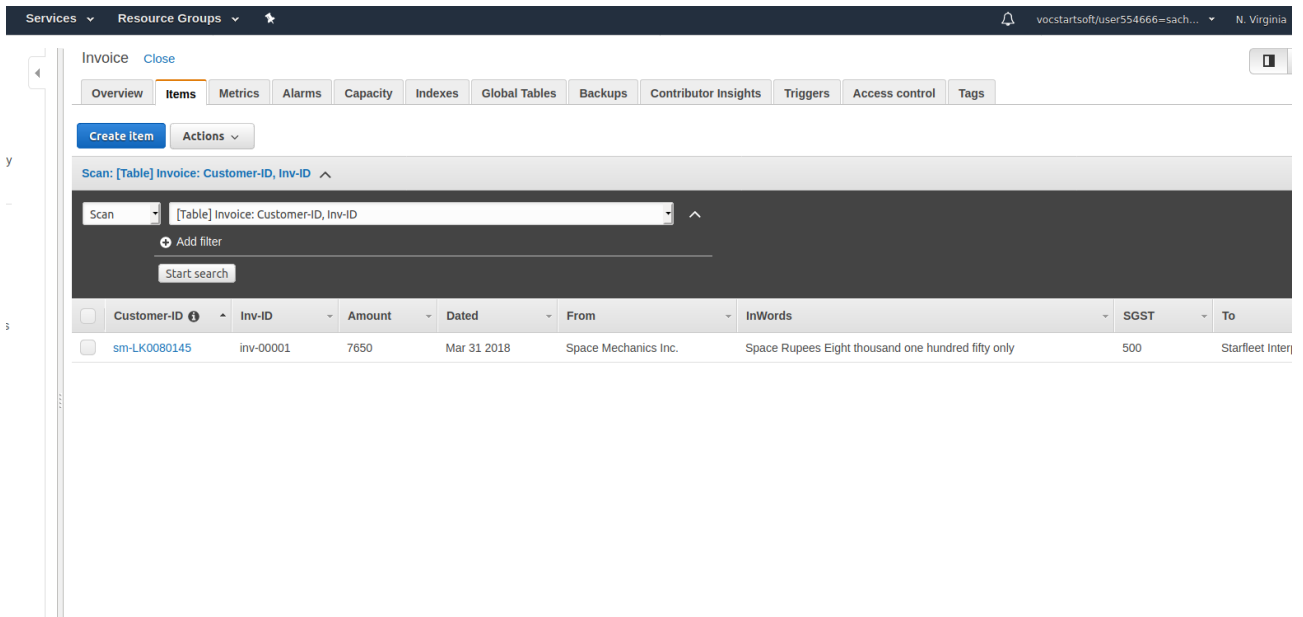 Services Resource Groups vocstartsoft/user554666=sach... N. Virginia
Invoice Close
Overview Items Metrics Alarms Capacity Indexes Global Tables Backups Contributor Insights Triggers Access control Tags
Create item Actions
y
Scan: [Table] Invoice: Customer-ID, Inv-ID
Scan [Table] Invoice: Customer-ID, Inv-ID
Add filter
Start search
Customer-ID Inv-ID Amount Dated From InWords SGST To
s
sm-LK0080145 inv-00001 7650 Mar 31 2018 Space Mechanics Inc. Space Rupees Eight thousand one hundred fifty only 500 Starfleet Inter